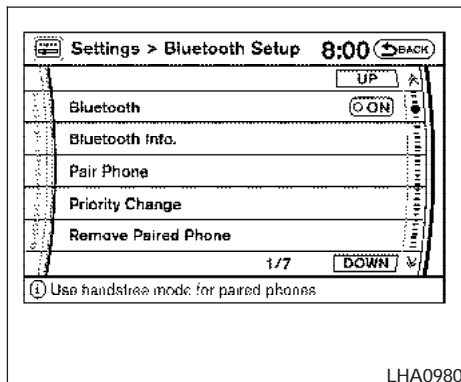 Settings > Bluetooth Setup 8:00 BACK
UP
Bluetooth ON
Bluetooth Info.
Pair Phone
Priority Change
Remove Paired Phone
1/7 DOWN
Use handsfree mode for paired phones
LHA0980